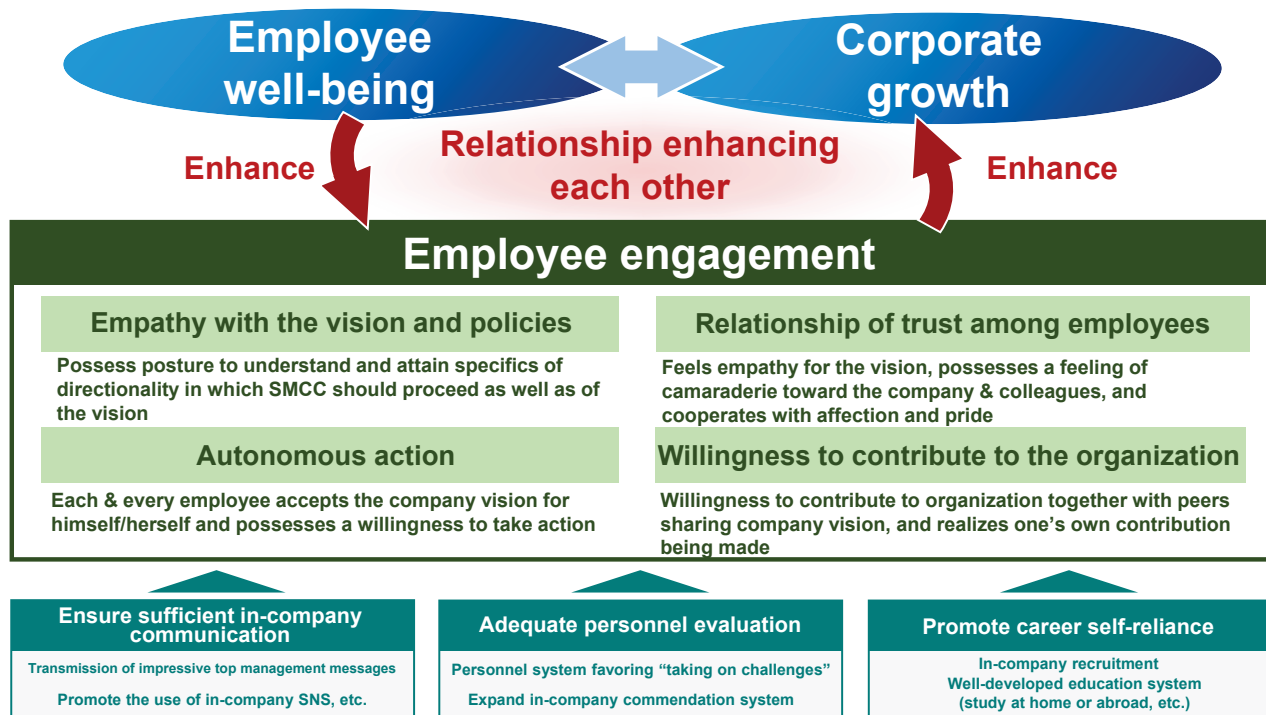 Employee
well-being
Corporate
growth
Relationship enhancing
each other
Enhance
Enhance
Employee engagement
Empathy with the vision and policies
Possess posture to understand and attain specifics of
directionality in which SMCC should proceed as well as of
the vision
Relationship of trust among employees
Feels empathy for the vision, possesses a feeling of
camaraderie toward the company & colleagues, and
cooperates with affection and pride
Autonomous action
Each & every employee accepts the company vision for
himself/herself and possesses a willingness to take action
Willingness to contribute to the organization
Willingness to contribute to organization together with peers
sharing company vision, and realizes one’s own contribution
being made
Ensure sufficient in-company
communication
Transmission of impressive top management messages
Promote the use of in-company SNS, etc.
Adequate personnel evaluation
Personnel system favoring “taking on challenges”
Expand in-company commendation system
Promote career self-reliance
In-company recruitment
Well-developed education system
(study at home or abroad, etc.)